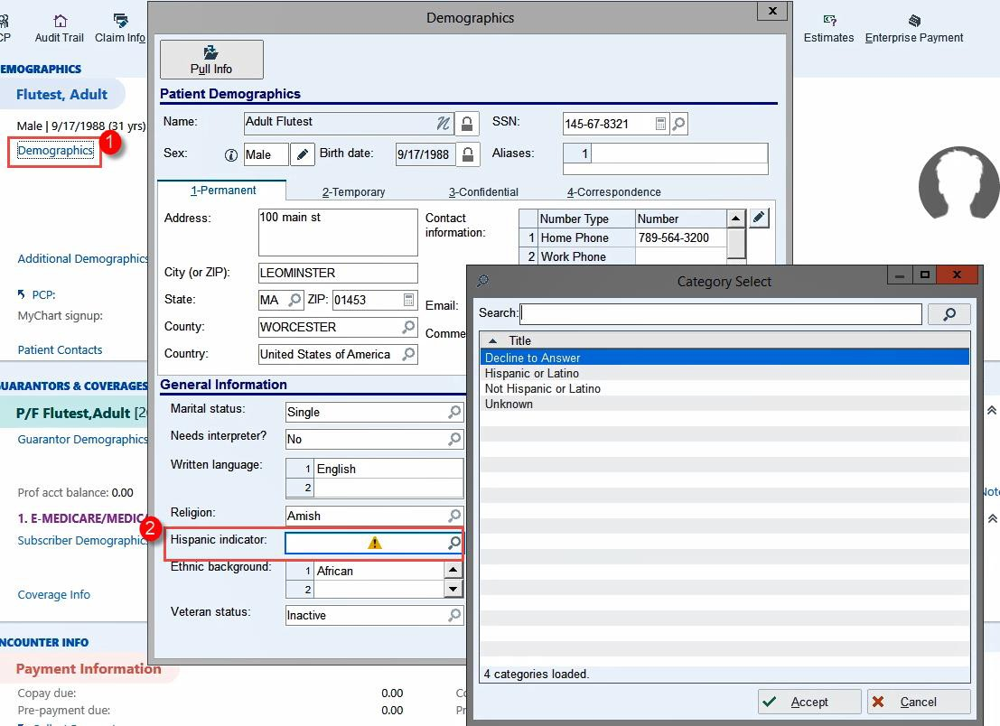 CP
Audit Trail
Claim Info
Demographics
x
Estimates
Enterprise Payment
EMOGRAPHICS
Flutest, Adult
Male | 9/17/1988 (31 yrs)
Demographics
1
Additional Demographics
PCP:
MyChart signup:
Patient Contacts
UARANTORS & COVERAGES
P/F Flutest,Adult [2
Guarantor Demographics
Prof acct balance: 0.00
1. E-MEDICARE/MEDICA
Subscriber Demographic
Coverage Info
NCOUNTER INFO
Payment Information
Copay due: 0.00
Pre-payment due: 0.00
Pull Info
Patient Demographics
Name: Adult Flutest
SSN: 145-67-8321
Sex: Male
Birth date: 9/17/1988
Aliases: 1
1-Permanent
2-Temporary
3-Confidential
4-Correspondence
Address: 100 main st
City (or ZIP): LEOMINSTER
State: MA ZIP: 01453
County: WORCESTER
Country: United States of America
Contact
information:
Number Type Number
1 Home Phone 789-564-3200
2 Work Phone
Email:
Comme
General Information
Marital status: Single
Needs interpreter? No
Written language: 1 English
2
Religion: Amish
2
Hispanic indicator:
Ethnic background: 1 African
2
Veteran status: Inactive
Category Select
x
Search:
Title
Decline to Answer
Hispanic or Latino
Not Hispanic or Latino
Unknown
4 categories loaded.
Accept
Cancel